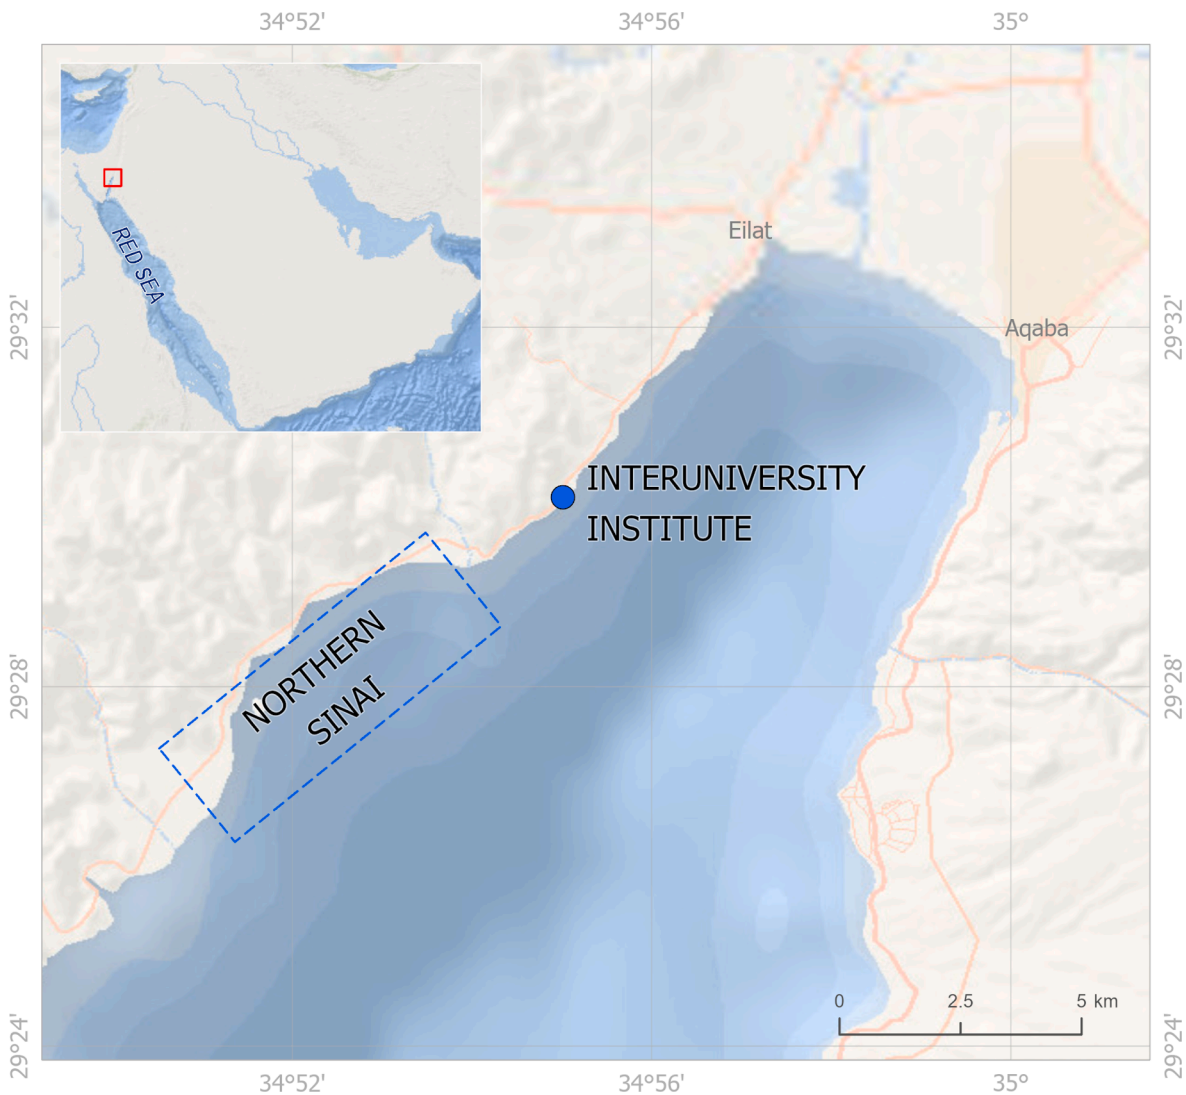 34°52'
34°56'
35°
RED SEA
Eilat
29°32'
29°32'
Aqaba
INTERUNIVERSITY
INSTITUTE
NORTHERN
SINAI
29°28'
29°28'
0
2.5
5 km
29°24'
29°24'
34°52'
34°56'
35°